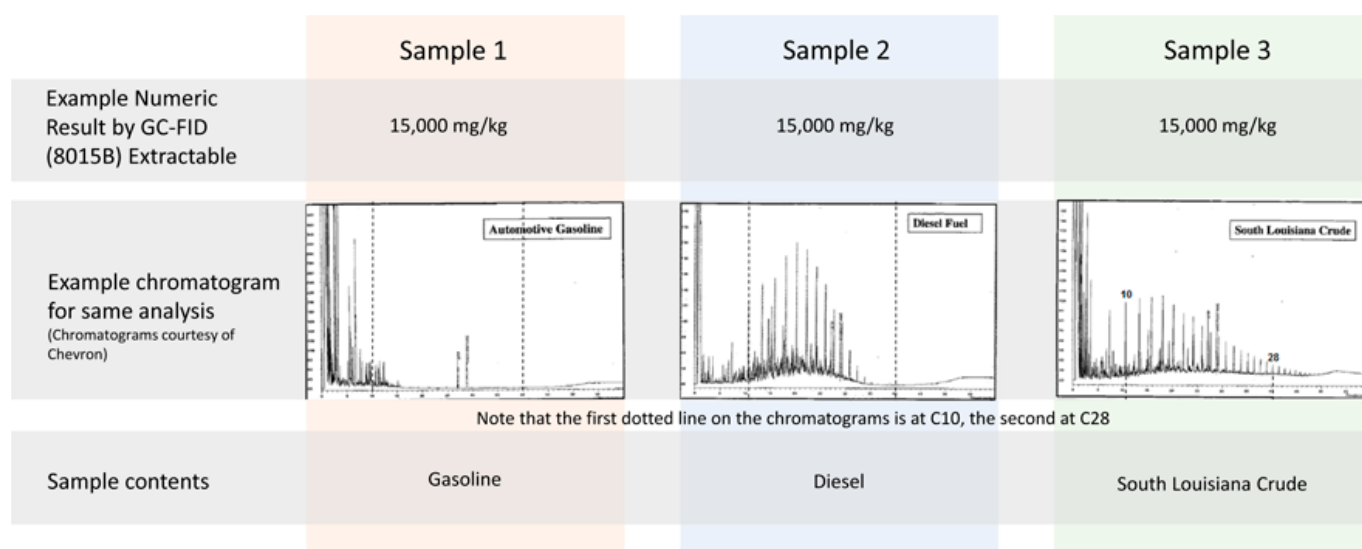 Sample 1
Sample 2
Sample 3
Example Numeric
Result by GC-FID
(8015B) Extractable
15,000 mg/kg
15,000 mg/kg
15,000 mg/kg
Example chromatogram
for same analysis
(Chromatograms courtesy of
Chevron)
Automotive Gasoline
Diesel Fuel
South Louisiana Crude
10
28
Note that the first dotted line on the chromatograms is at C10, the second at C28
Sample contents
Gasoline
Diesel
South Louisiana Crude